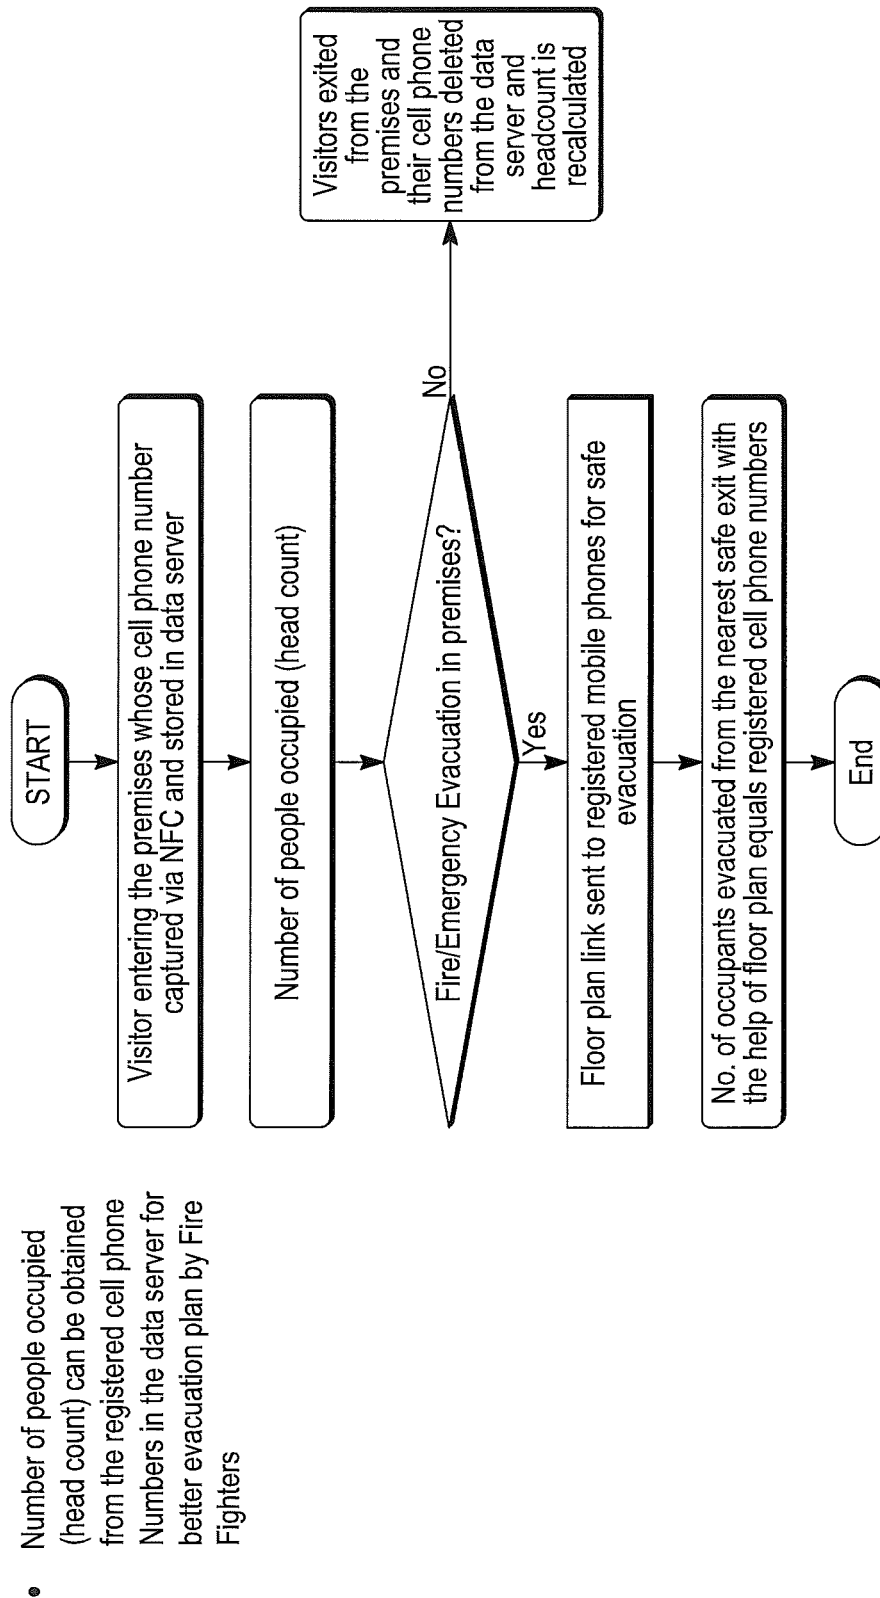 Number of people occupied
(head count) can be obtained
from the registered cell phone
Numbers in the data server for
better evacuation plan by Fire
Fighters
START
Visitor entering the premises whose cell phone number
captured via NFC and stored in data server
Number of people occupied (head count)
Fire/Emergency Evacuation in premises?
No
Visitors exited
from the
premises and
their cell phone
numbers deleted
from the data
server and
headcount is
recalculated
Yes
Floor plan link sent to registered mobile phones for safe
evacuation
No. of occupants evacuated from the nearest safe exit with
the help of floor plan equals registered cell phone numbers
End